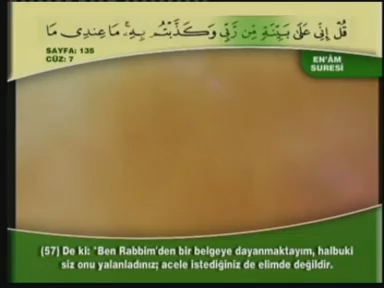 قُلْ إِنِّي عَلَىٰ بَيِّنَةٍ مِّن رَّبِّي وَكَذَّبْتُم بِهِ ۚ مَا عِندِي مَا
SAYFA: 135
CÜZ: 7
EN'ÂM
SURESİ
(57) De ki: "Ben Rabbim'den bir belgeye dayanmaktayım, halbuki
siz onu yalanladınız; acele istediğiniz de elimde değildir.